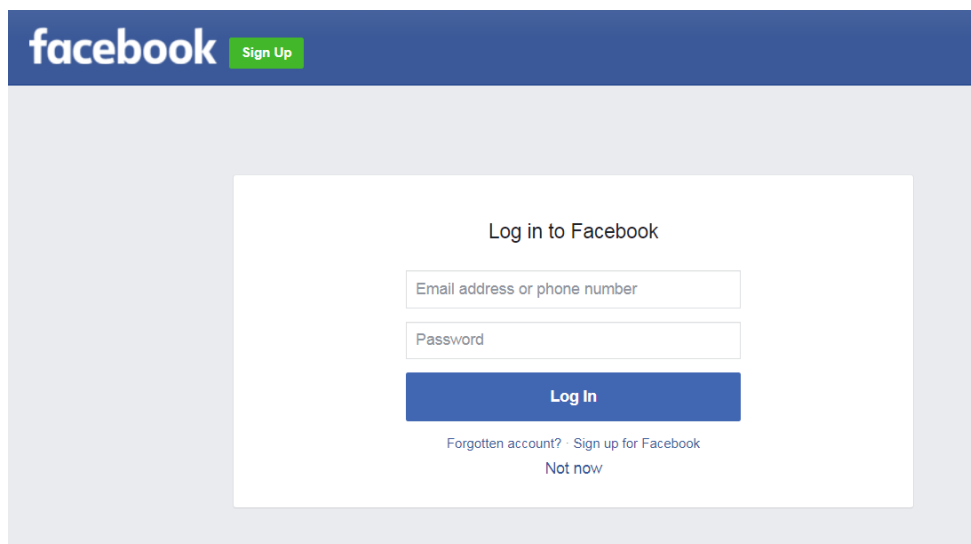 facebook Sign Up
Log in to Facebook
Email address or phone number
Password
Log In
Forgotten account? · Sign up for Facebook
Not now